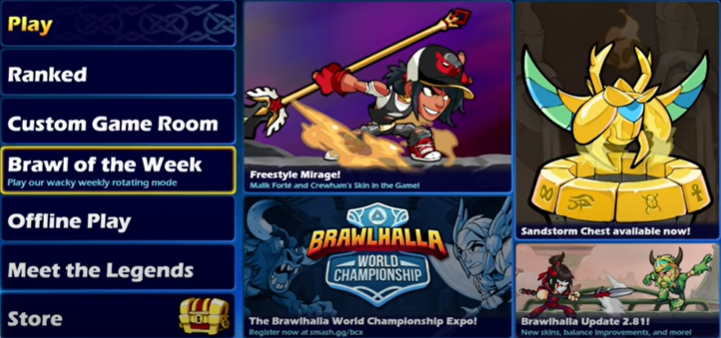 Play
Ranked
Custom Game Room
Brawl of the Week
Play our wacky weekly rotating mode
Offline Play
Meet the Legends
Store
Freestyle Mirage!
Malik Forté and Crewham's Skin in the Game!
BRAWLHALLA
WORLD
CHAMPIONSHIP
The Brawlhalla World Championship Expo!
Register now at smash.gg/bcx
Sandstorm Chest available now!
Brawlhalla Update 2.81!
New skins, balance improvements, and more!